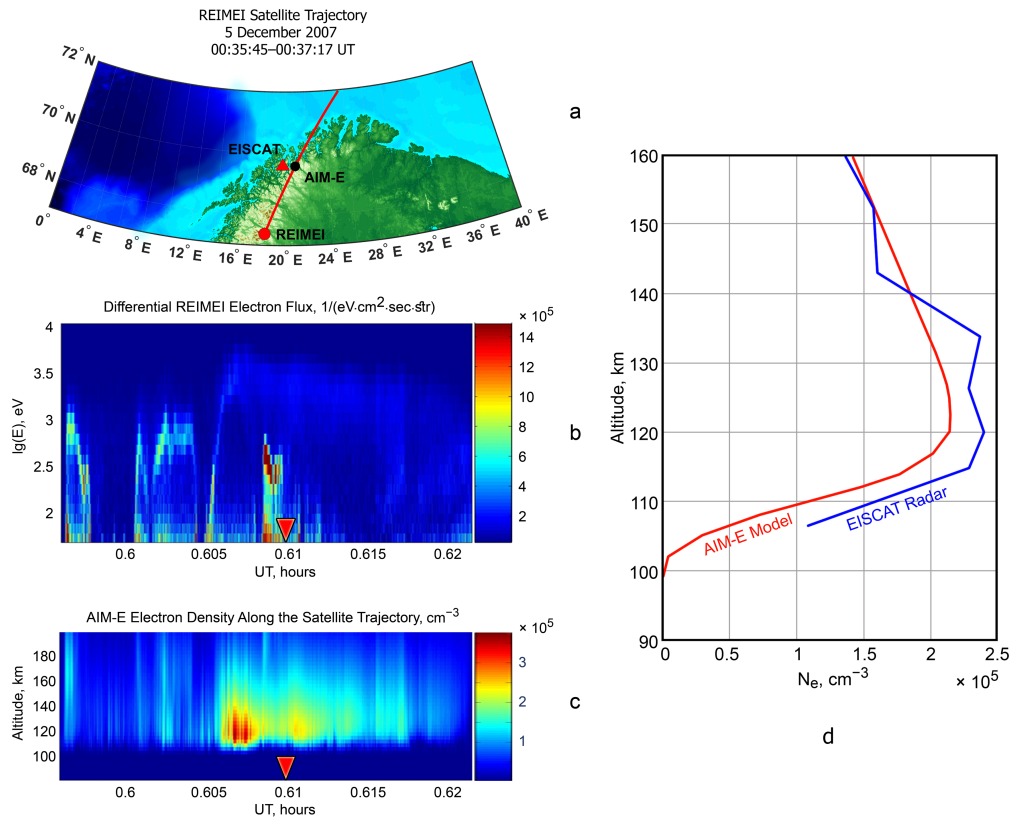 REIMEI Satellite Trajectory
5 December 2007
00:35:45–00:37:17 UT
72° N
70° N
68° N
0°
4° E
8° E
12° E
16° E
20° E
24° E
28° E
32° E
36° E
40° E
EISCAT
AIM-E
REIMEI
a
Differential REIMEI Electron Flux, 1/(eV·cm²·sec·str)
× 10⁵
4
3.5
3
2.5
2
lg(E), eV
14
12
10
8
6
4
2
0.6
0.605
0.61
0.615
0.62
UT, hours
b
AIM-E Electron Density Along the Satellite Trajectory, cm⁻³
× 10⁵
180
160
140
120
100
Altitude, km
3
2
1
0.6
0.605
0.61
0.615
0.62
UT, hours
c
160
150
140
130
120
110
100
90
Altitude, km
AIM-E Model
EISCAT Radar
0
0.5
1
1.5
2
2.5
Nₑ, cm⁻³
× 10⁵
d